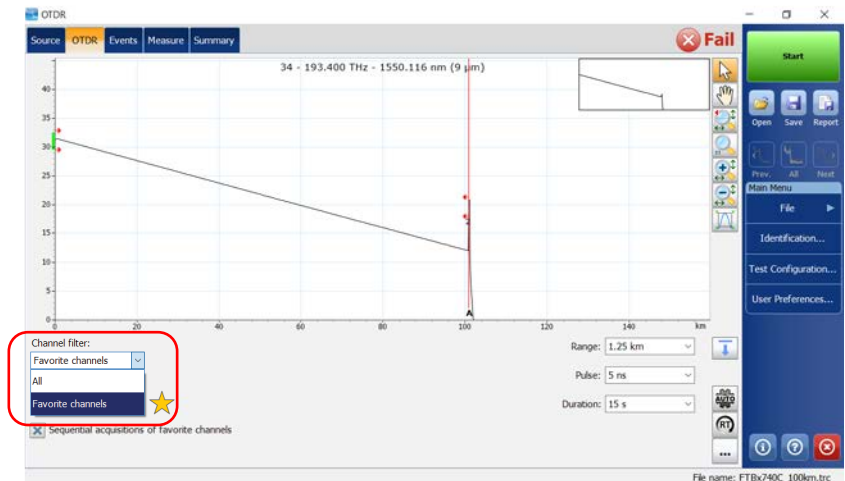 OTDR
Source OTDR Events Measure Summary
Fail
34 - 193.400 THz - 1550.116 nm (9 µm)
40
35
30
25
20
15
10
5
0
A
0 20 40 60 80 100 120 140 km
Channel filter:
Favorite channels
All
Favorite channels
Sequential acquisitions of favorite channels
Range: 1.25 km
Pulse: 5 ns
Duration: 15 s
AUTO
RT
Start
Open Save Report
Prev. All Next
Main Menu
File
Identification...
Test Configuration...
User Preferences...
File name: FTBx740C_100km.trc